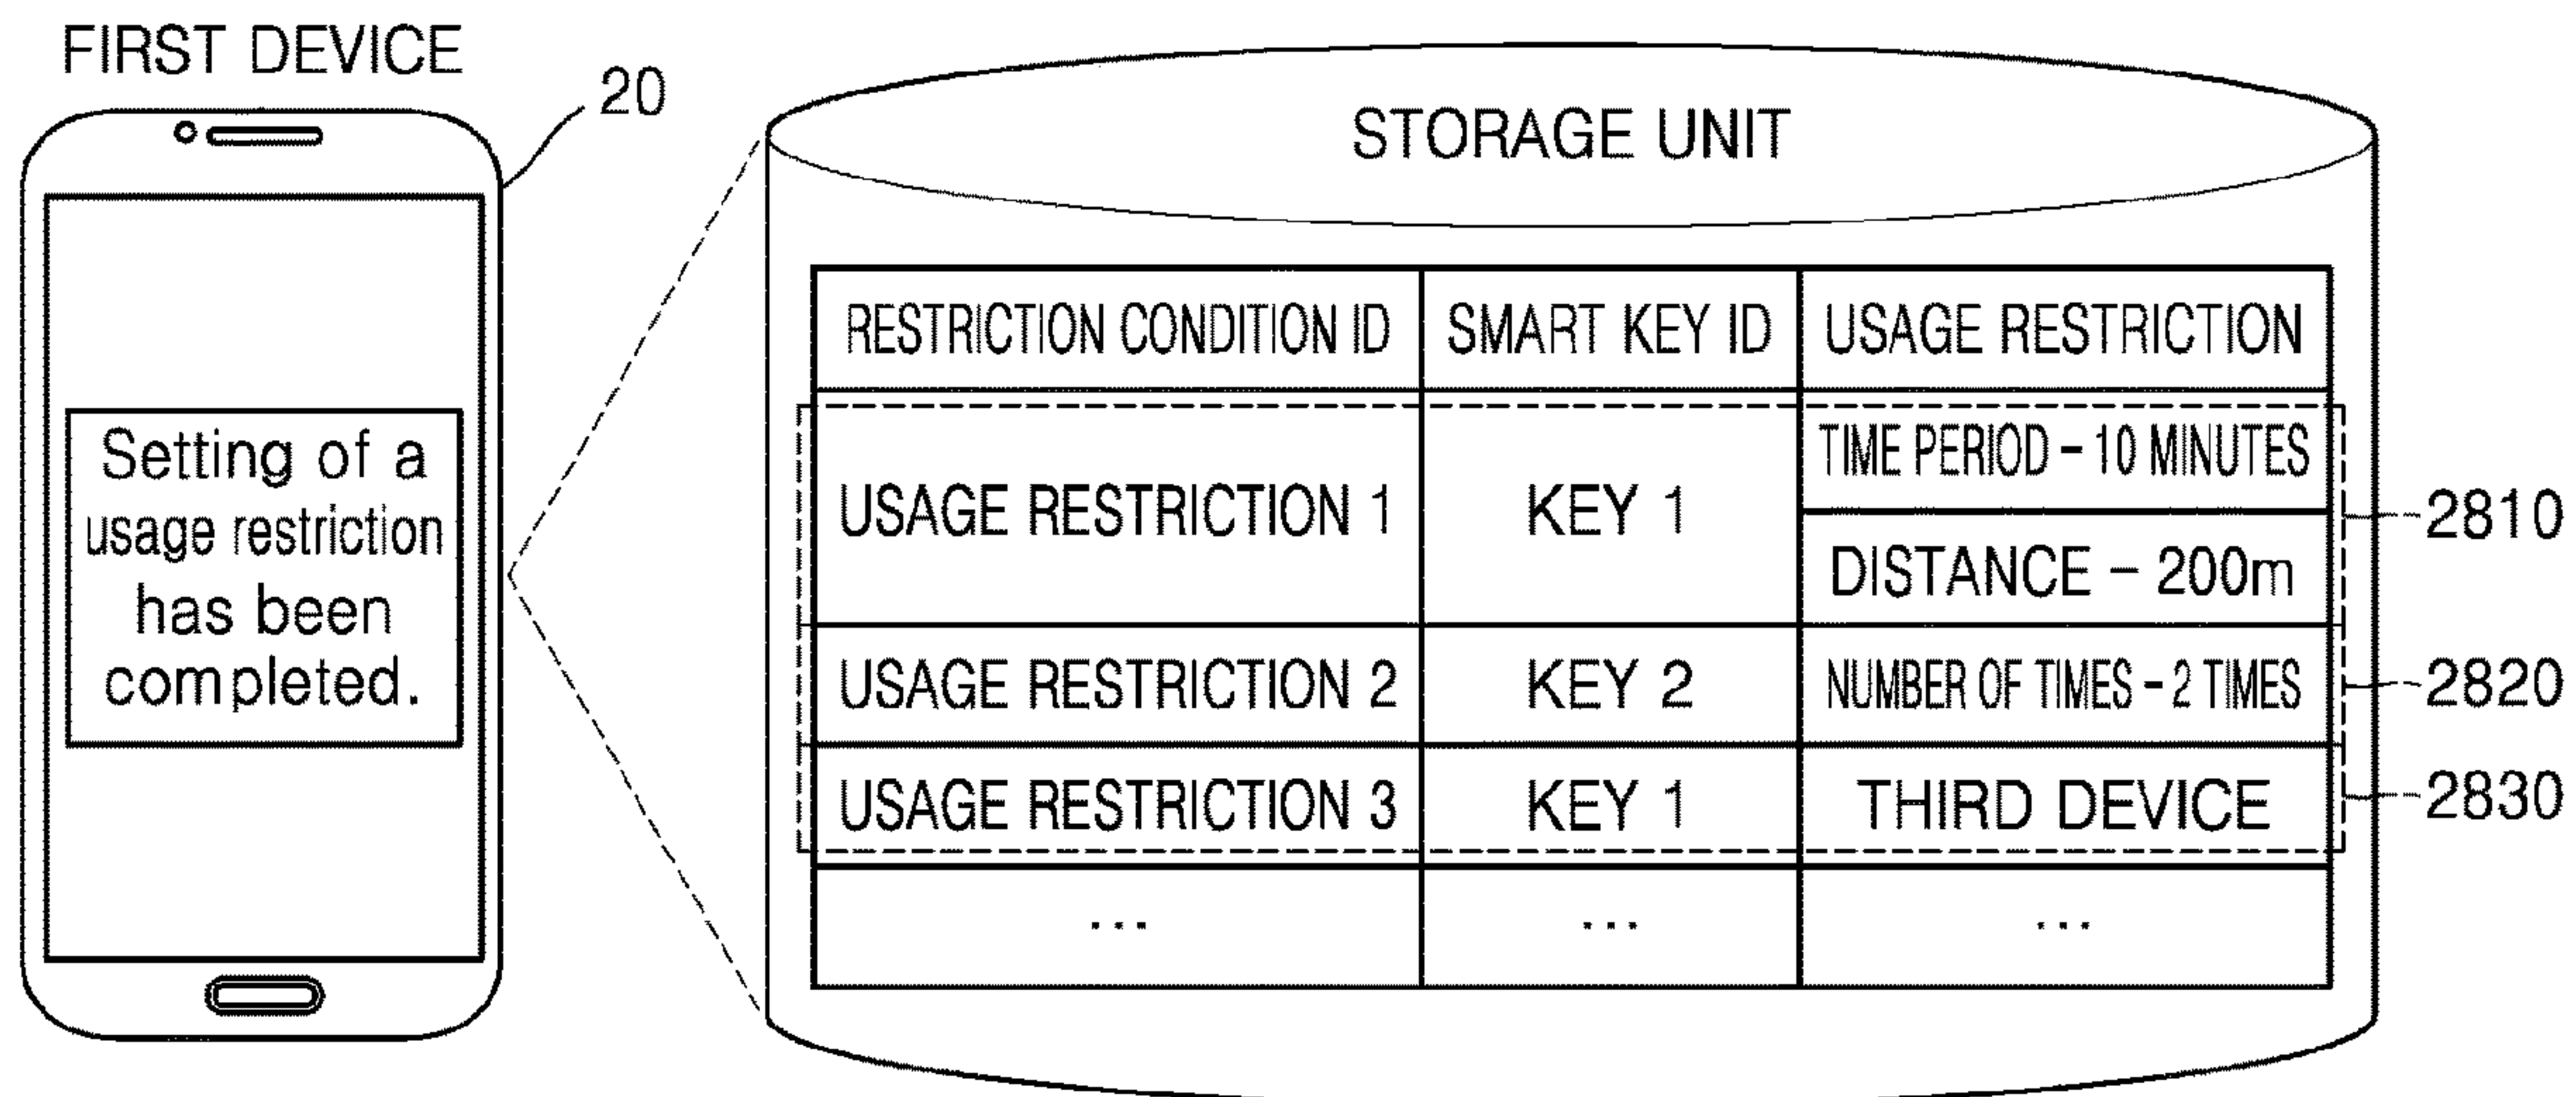 FIRST DEVICE
20
Setting of a
usage restriction
has been
completed.
STORAGE UNIT
RESTRICTION CONDITION ID SMART KEY ID USAGE RESTRICTION
USAGE RESTRICTION 1 KEY 1 TIME PERIOD – 10 MINUTES
DISTANCE – 200m
2810
USAGE RESTRICTION 2 KEY 2 NUMBER OF TIMES – 2 TIMES 2820
USAGE RESTRICTION 3 KEY 1 THIRD DEVICE 2830
... ... ...